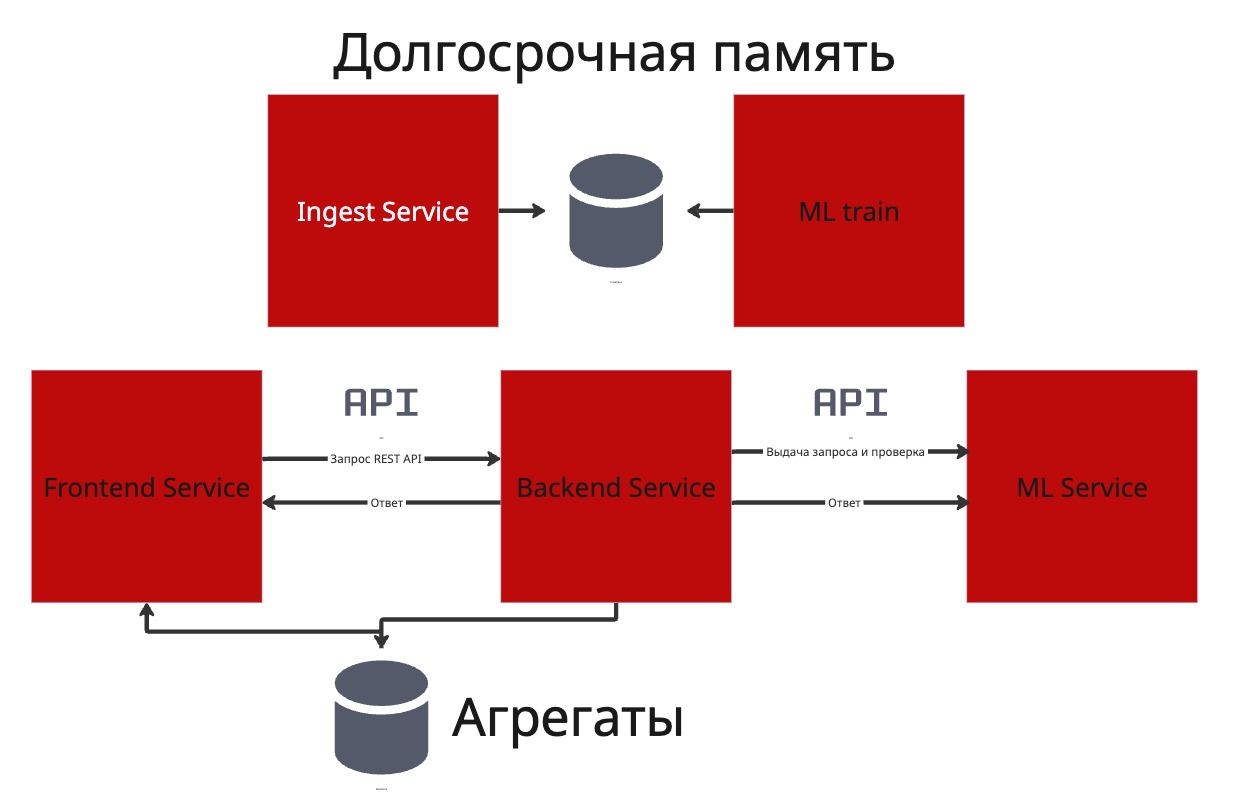 Долгосрочная память
Ingest Service
ML train
API
API
Запрос REST API
Выдача запроса и проверка
Frontend Service
Backend Service
ML Service
Ответ
Ответ
Агрегаты